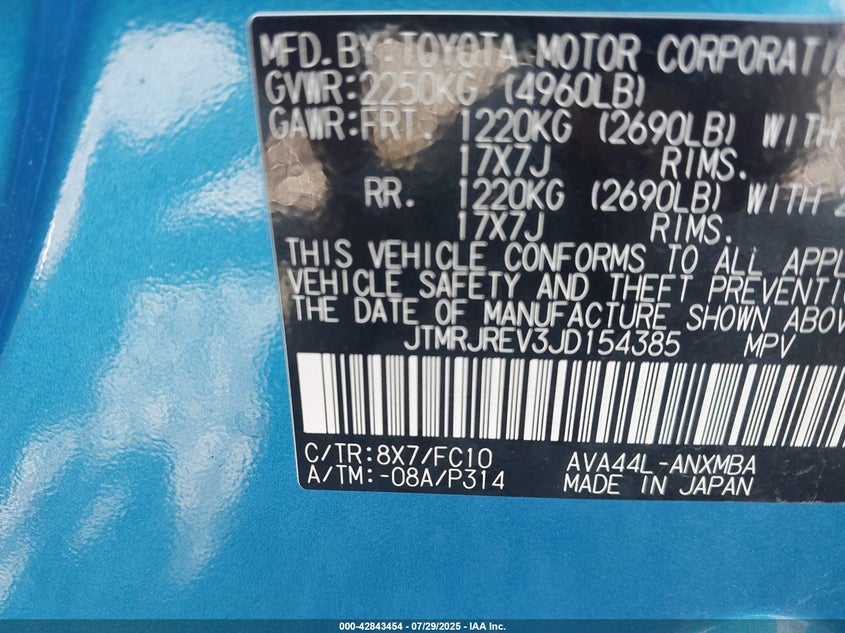 MFD. BY: TOYOTA MOTOR CORPORATIO
GVWR: 2250KG (4960LB)
GAWR: FRT. 1220KG (2690LB) WITH
17X7J RIMS.
RR. 1220KG (2690LB) WITH 2
17X7J RIMS.
THIS VEHICLE CONFORMS TO ALL APPL
VEHICLE SAFETY AND THEFT PREVENTI
THE DATE OF MANUFACTURE SHOWN ABOV
JTMRJREV3JD154385 MPV
C/TR:8X7/FC10 AVA44L-ANXMBA
A/TM:-08A/P314 MADE IN JAPAN
000-42843454 / 07/29/2025 - IAA Inc.